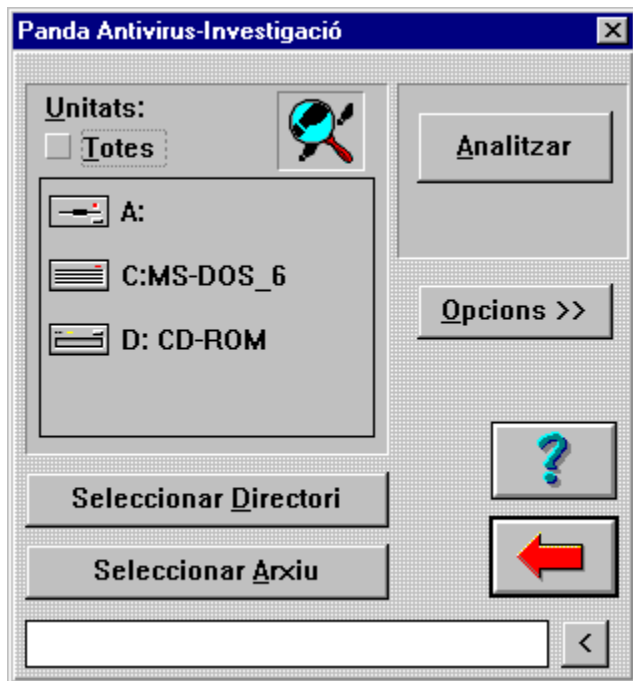 Panda Antivirus-Investigació
Unitats:
Totes
Analitzar
A:
C:MS-DOS_6
D: CD-ROM
Opcions >>
Seleccionar Directori
Seleccionar Arxiu
<